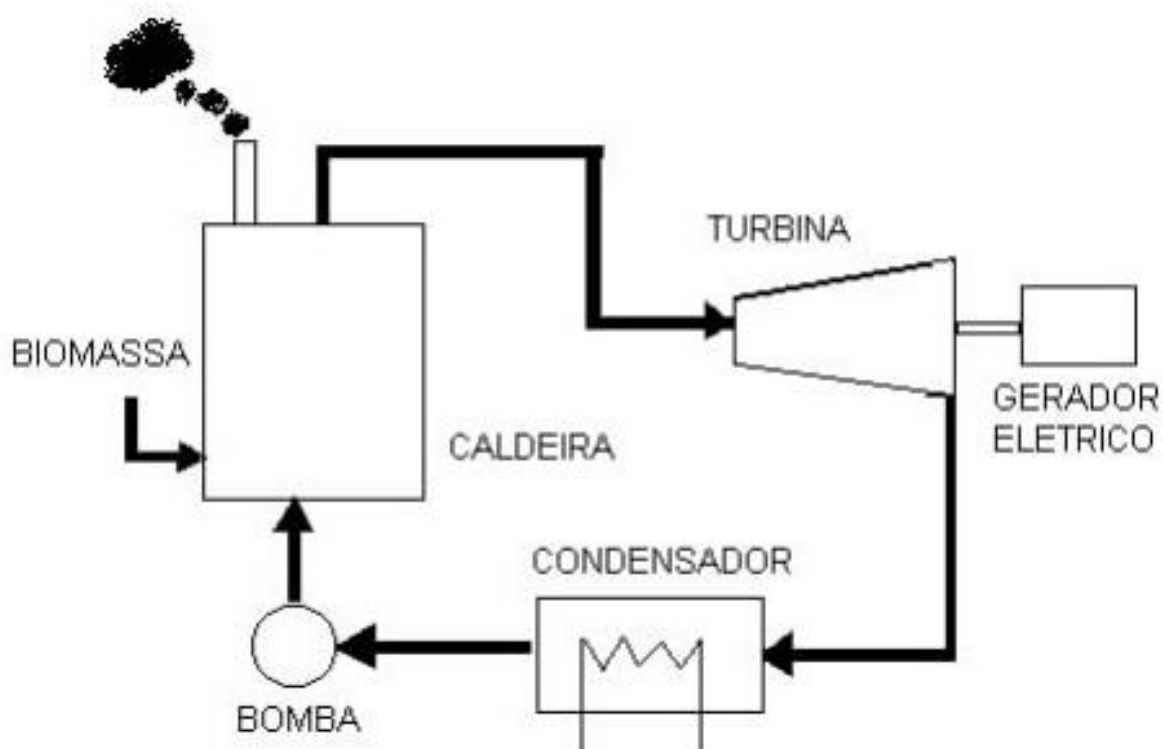 TURBINA
BIOMASSA
GERADOR
ELETRICO
CALDEIRA
CONDENSADOR
BOMBA